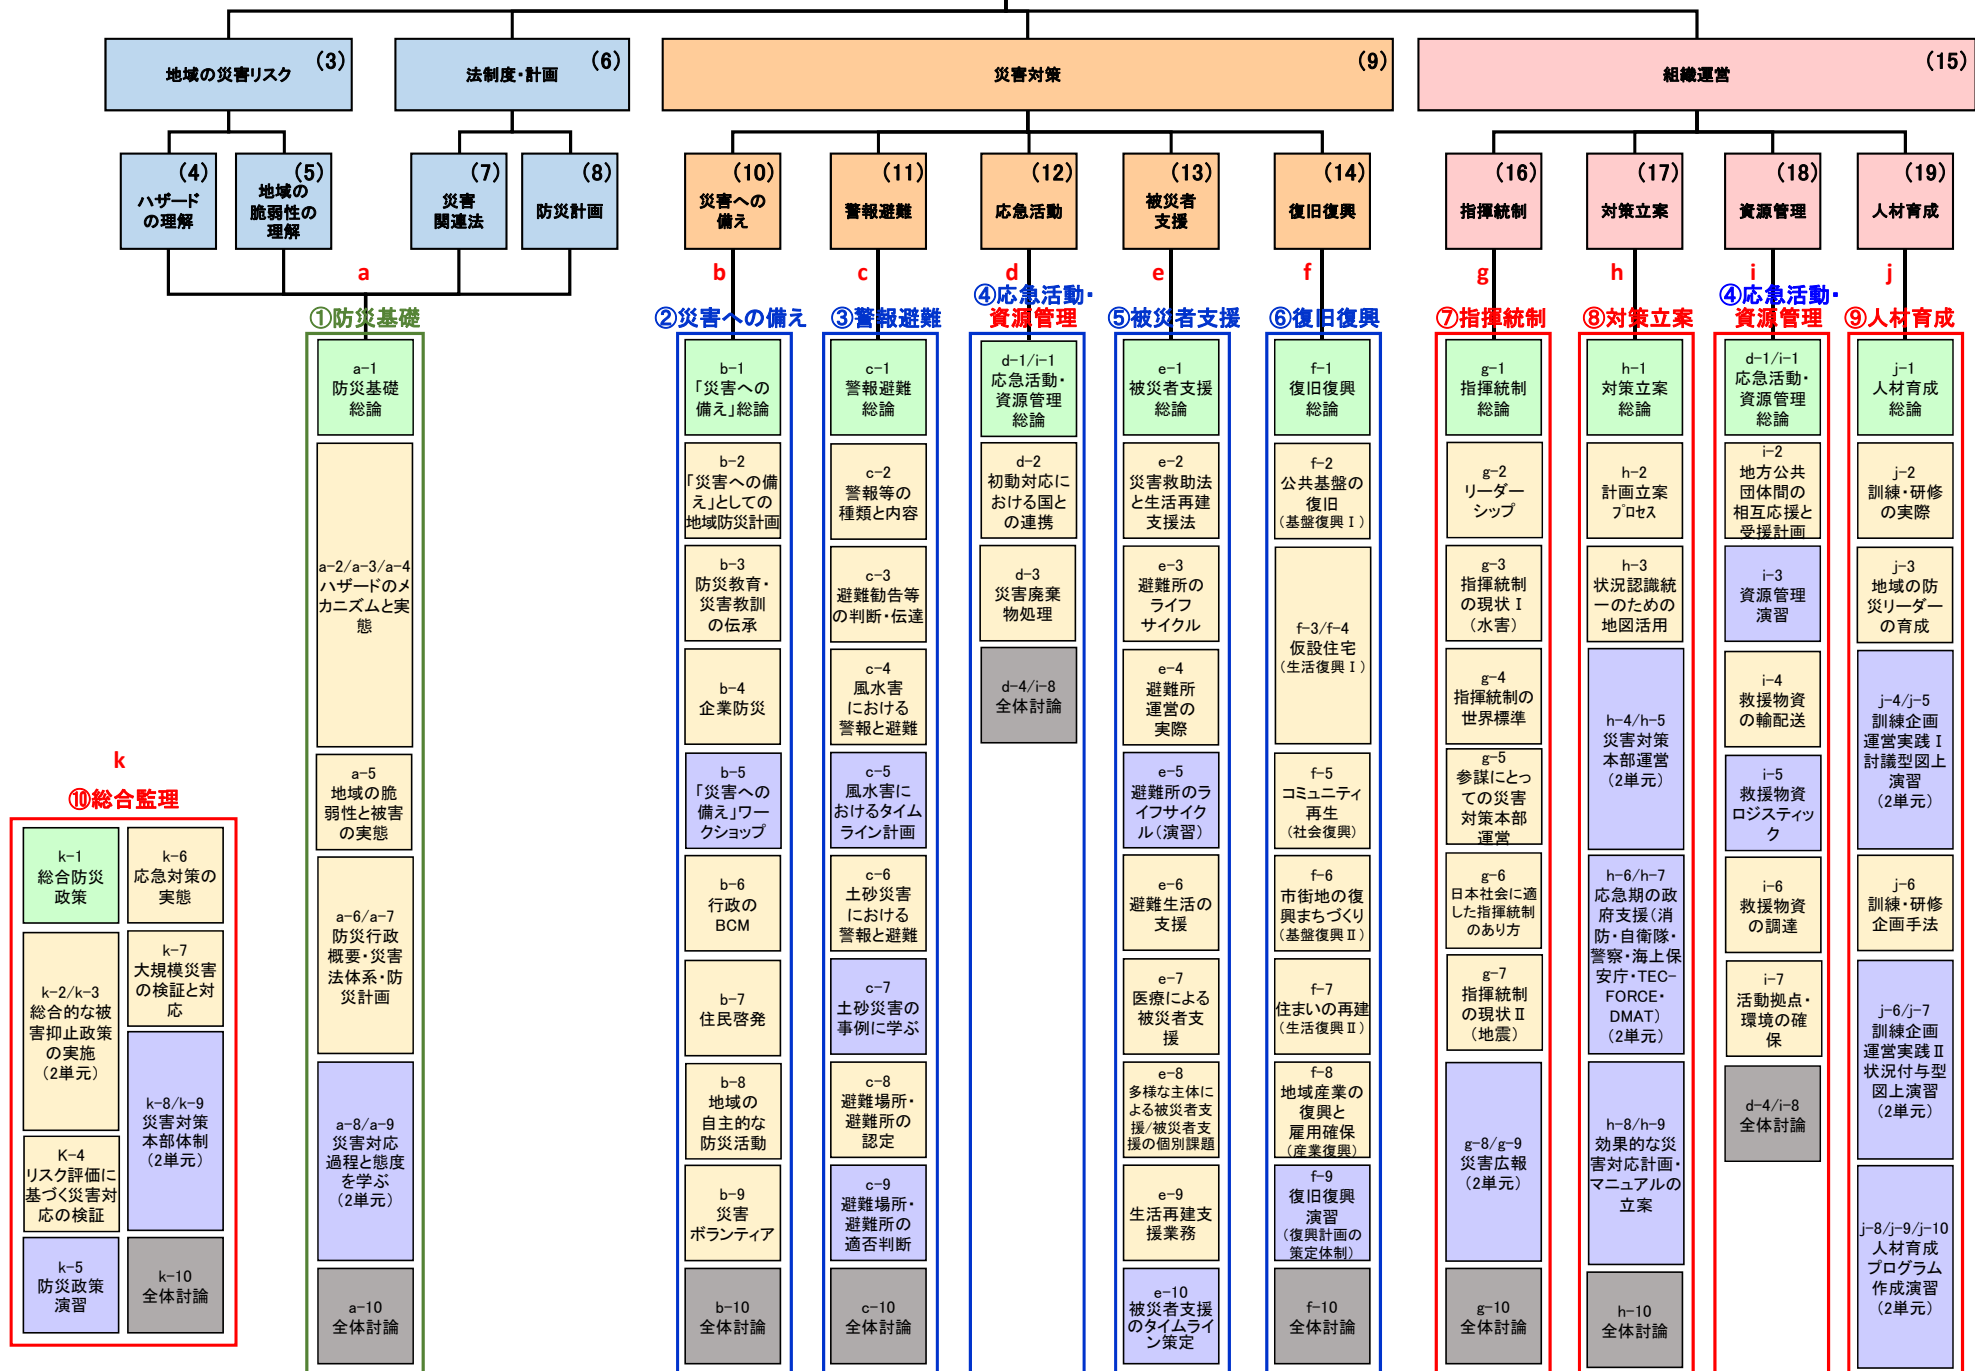 地域の災害リスク
(3)
法制度・計画
(6)
災害対策
(9)
組織運営
(15)
(4)
ハザード
の理解
(5)
地域の
脆弱性の
理解
(7)
災害
関連法
(8)
防災計画
(10)
災害への
備え
(11)
警報避難
(12)
応急活動
(13)
被災者
支援
(14)
復旧復興
(16)
指揮統制
(17)
対策立案
(18)
資源管理
(19)
人材育成
a
①防災基礎
a-1
防災基礎
総論
a-2/a-3/a-4
ハザードのメ
カニズムと実
態
a-5
地域の脆
弱性と被害
の実態
a-6/a-7
防災行政
概要・災害
法体系・防
災計画
a-8/a-9
災害対応
過程と態度
を学ぶ
(2単元)
a-10
全体討論
b
②災害への備え
b-1
「災害への
備え」総論
b-2
「災害への備
え」としての
地域防災計画
b-3
防災教育・
災害教訓
の伝承
b-4
企業防災
b-5
「災害への
備え」ワー
クショップ
b-6
行政の
BCM
b-7
住民啓発
b-8
地域の
自主的な
防災活動
b-9
災害
ボランティア
b-10
全体討論
c
③警報避難
c-1
警報避難
総論
c-2
警報等の
種類と内容
c-3
避難勧告等
の判断・伝達
c-4
風水害
における
警報と避難
c-5
風水害に
おけるタイム
ライン計画
c-6
土砂災害
における
警報と避難
c-7
土砂災害の
事例に学ぶ
c-8
避難場所・
避難所の
認定
c-9
避難場所・
避難所の
適否判断
c-10
全体討論
d
④応急活動・
資源管理
d-1/i-1
応急活動・
資源管理
総論
d-2
初動対応に
おける国と
の連携
d-3
災害廃棄
物処理
d-4/i-8
全体討論
e
⑤被災者支援
e-1
被災者支援
総論
e-2
災害救助法
と生活再建
支援法
e-3
避難所の
ライフ
サイクル
e-4
避難所
運営の
実際
e-5
避難所のラ
イフサイク
ル(演習)
e-6
避難生活の
支援
e-7
医療による
被災者支
援
e-8
多様な主体に
よる被災者支
援/被災者支
援の個別課題
e-9
生活再建支
援業務
e-10
被災者支援
のタイムライ
ン策定
f
⑥復旧復興
f-1
復旧復興
総論
f-2
公共基盤の
復旧
(基盤復興Ⅰ)
f-3/f-4
仮設住宅
(生活復興Ⅰ)
f-5
コミュニティ
再生
(社会復興)
f-6
市街地の復
興まちづくり
(基盤復興Ⅱ)
f-7
住まいの再建
(生活復興Ⅱ)
f-8
地域産業の
復興と
雇用確保
(産業復興)
f-9
復旧復興
演習
(復興計画の
策定体制)
f-10
全体討論
g
⑦指揮統制
g-1
指揮統制
総論
g-2
リーダー
シップ
g-3
指揮統制
の現状Ⅰ
(水害)
g-4
指揮統制の
世界標準
g-5
参謀にとっ
ての災害
対策本部
運営
g-6
日本社会に適
した指揮統制
のあり方
g-7
指揮統制
の現状Ⅱ
(地震)
g-8/g-9
災害広報
(2単元)
g-10
全体討論
h
⑧対策立案
h-1
対策立案
総論
h-2
計画立案
プロセス
h-3
状況認識統
一のための
地図活用
h-4/h-5
災害対策
本部運営
(2単元)
h-6/h-7
応急期の政
府支援(消
防・自衛隊・
警察・海上保
安庁・TEC-
FORCE・
DMAT)
(2単元)
h-8/h-9
効果的な災
害対応計画・
マニュアルの
立案
h-10
全体討論
i
④応急活動・
資源管理
d-1/i-1
応急活動・
資源管理
総論
i-2
地方公共
団体間の
相互応援と
受援計画
i-3
資源管理
演習
i-4
救援物資
の輸配送
i-5
救援物資
ロジスティッ
ク
i-6
救援物資
の調達
i-7
活動拠点・
環境の確
保
d-4/i-8
全体討論
j
⑨人材育成
j-1
人材育成
総論
j-2
訓練・研修
の実際
j-3
地域の防
災リーダー
の育成
j-4/j-5
訓練企画
運営実践Ⅰ
討議型図上
演習
(2単元)
j-6
訓練・研修
企画手法
j-6/j-7
訓練企画
運営実践Ⅱ
状況付与型
図上演習
(2単元)
j-8/j-9/j-10
人材育成
プログラム
作成演習
(2単元)
k
⑩総合監理
k-1
総合防災
政策
k-2/k-3
総合的な被
害抑止政策
の実施
(2単元)
K-4
リスク評価に
基づく災害対
応の検証
k-5
防災政策
演習
k-6
応急対策の
実態
k-7
大規模災害
の検証と対
応
k-8/k-9
災害対策
本部体制
(2単元)
k-10
全体討論